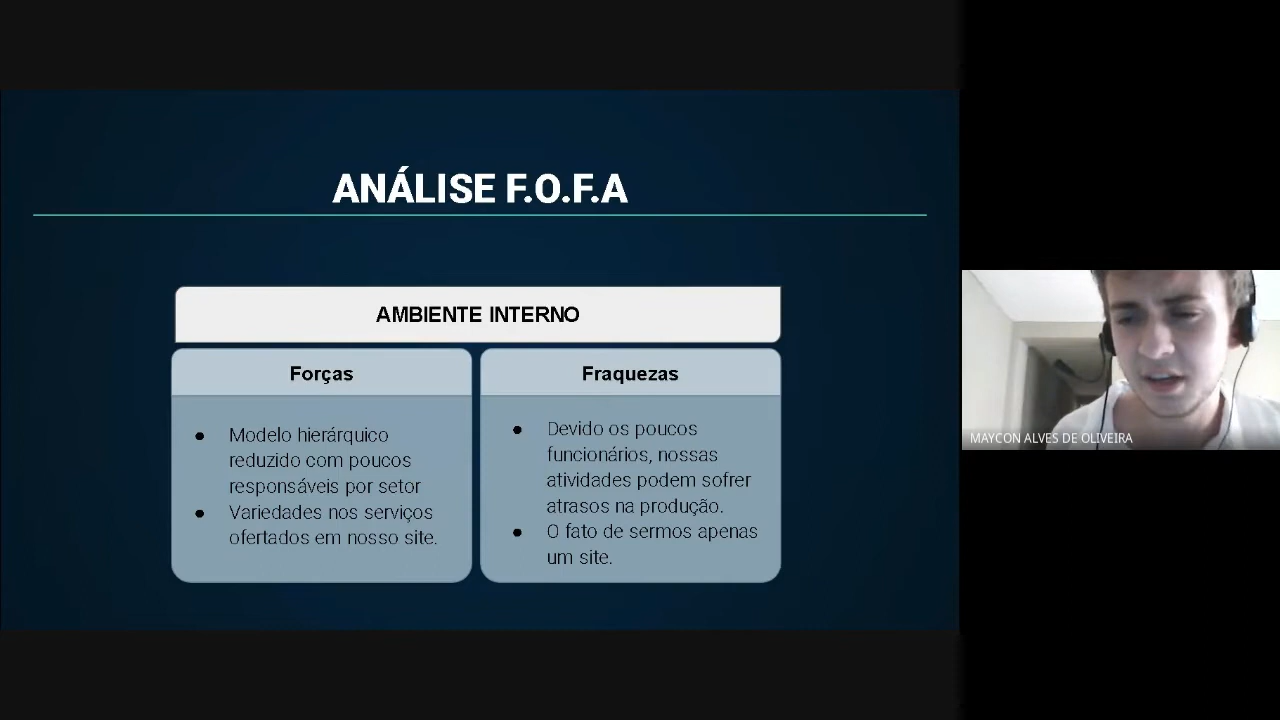 ANÁLISE F.O.F.A
AMBIENTE INTERNO
Forças
● Modelo hierárquico
reduzido com poucos
responsáveis por setor
● Variedades nos serviços
ofertados em nosso site.
Fraquezas
● Devido os poucos
funcionários, nossas
atividades podem sofrer
atrasos na produção.
● O fato de sermos apenas
um site.
MAYCON ALVES DE OLIVEIRA